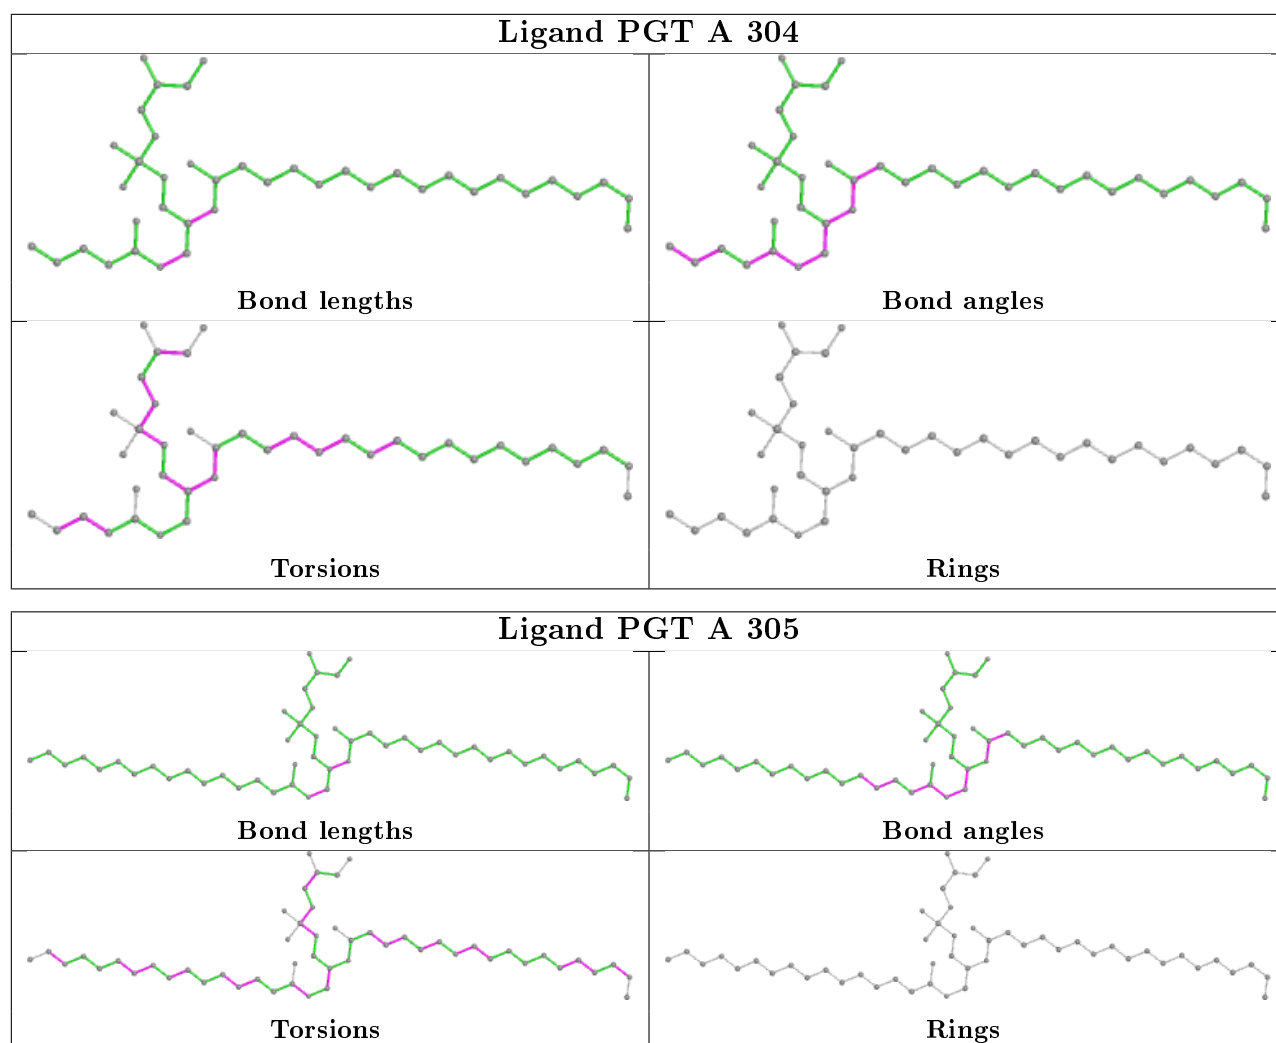 Ligand PGT A 304
Bond lengths
Bond angles
Torsions
Rings
Ligand PGT A 305
Bond lengths
Bond angles
Torsions
Rings